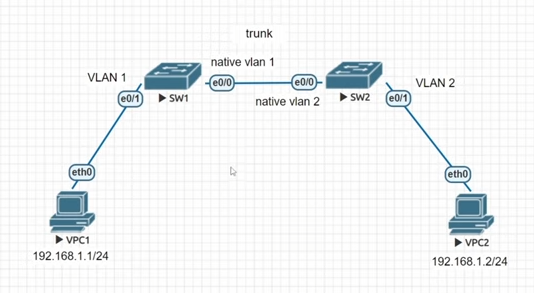 trunk
native vlan 1
VLAN 1
e0/0
e0/0
VLAN 2
SW1
SW2
e0/1
native vlan 2
e0/1
eth0
eth0
VPC1
VPC2
192.168.1.1/24
192.168.1.2/24